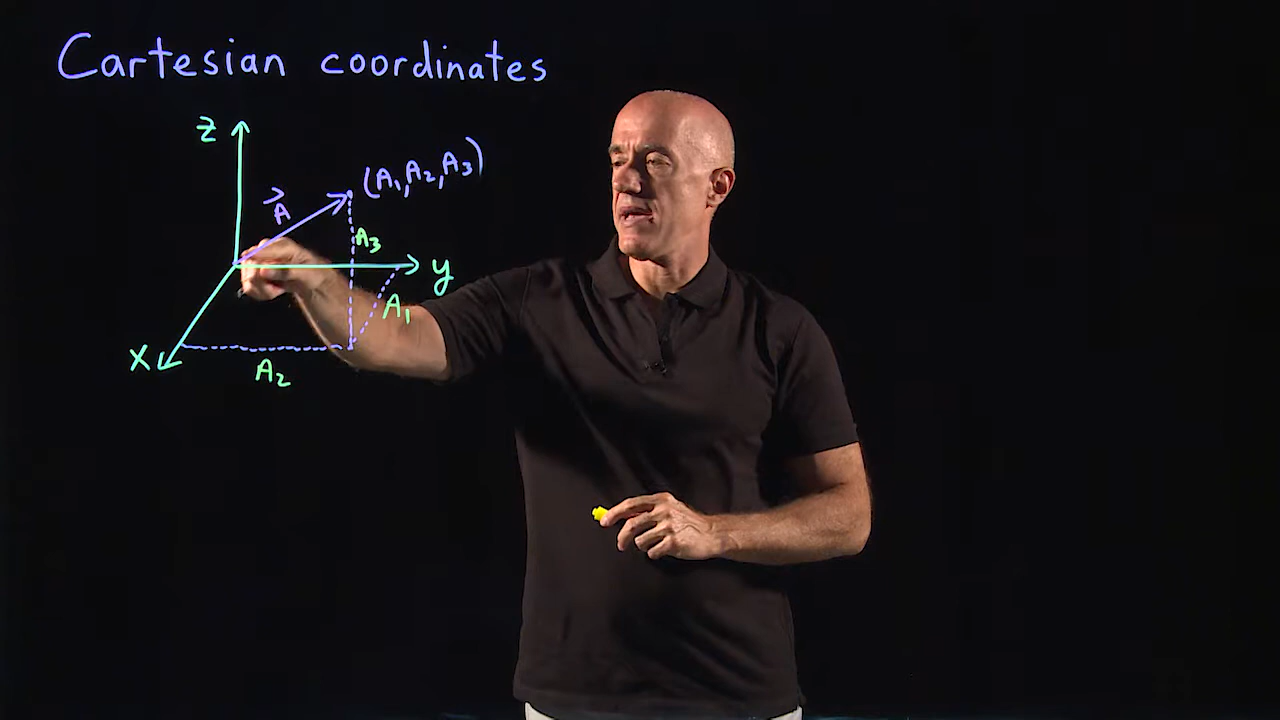 Cartesian coordinates
z
(A₁,A₂,A₃)
A⃗
A₃
y
A₁
x
A₂